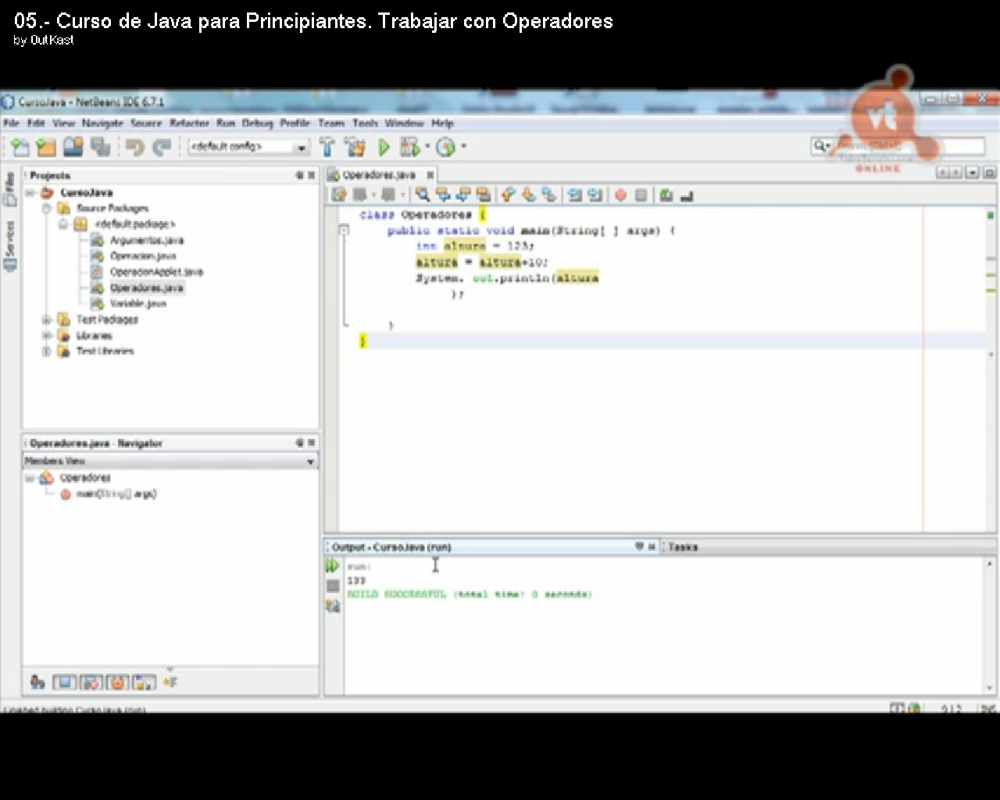 05.- Curso de Java para Principiantes. Trabajar con Operadores
by OutKast
CursoJava - NetBeans IDE 6.7.1
File Edit View Navigate Source Refactor Run Debug Profile Team Tools Window Help
<default config>
vt
ONLINE
Files
Services
Projects
CursoJava
Source Packages
<default package>
Argumentos.java
Operacion.java
OperacionApplet.java
Operadores.java
Variable.java
Test Packages
Libraries
Test Libraries
Operadores.java
class Operadores {
public static void main(String[ ] args) {
int altura = 123;
altura = altura+10;
System. out.println(altura
);
}
}
Operadores.java - Navigator
Members View
Operadores
main(String[] args)
Output - CursoJava (run)
Tasks
run:
133
BUILD SUCCESSFUL (total time: 0 seconds)
Finished building CursoJava (run).
9|2 INS